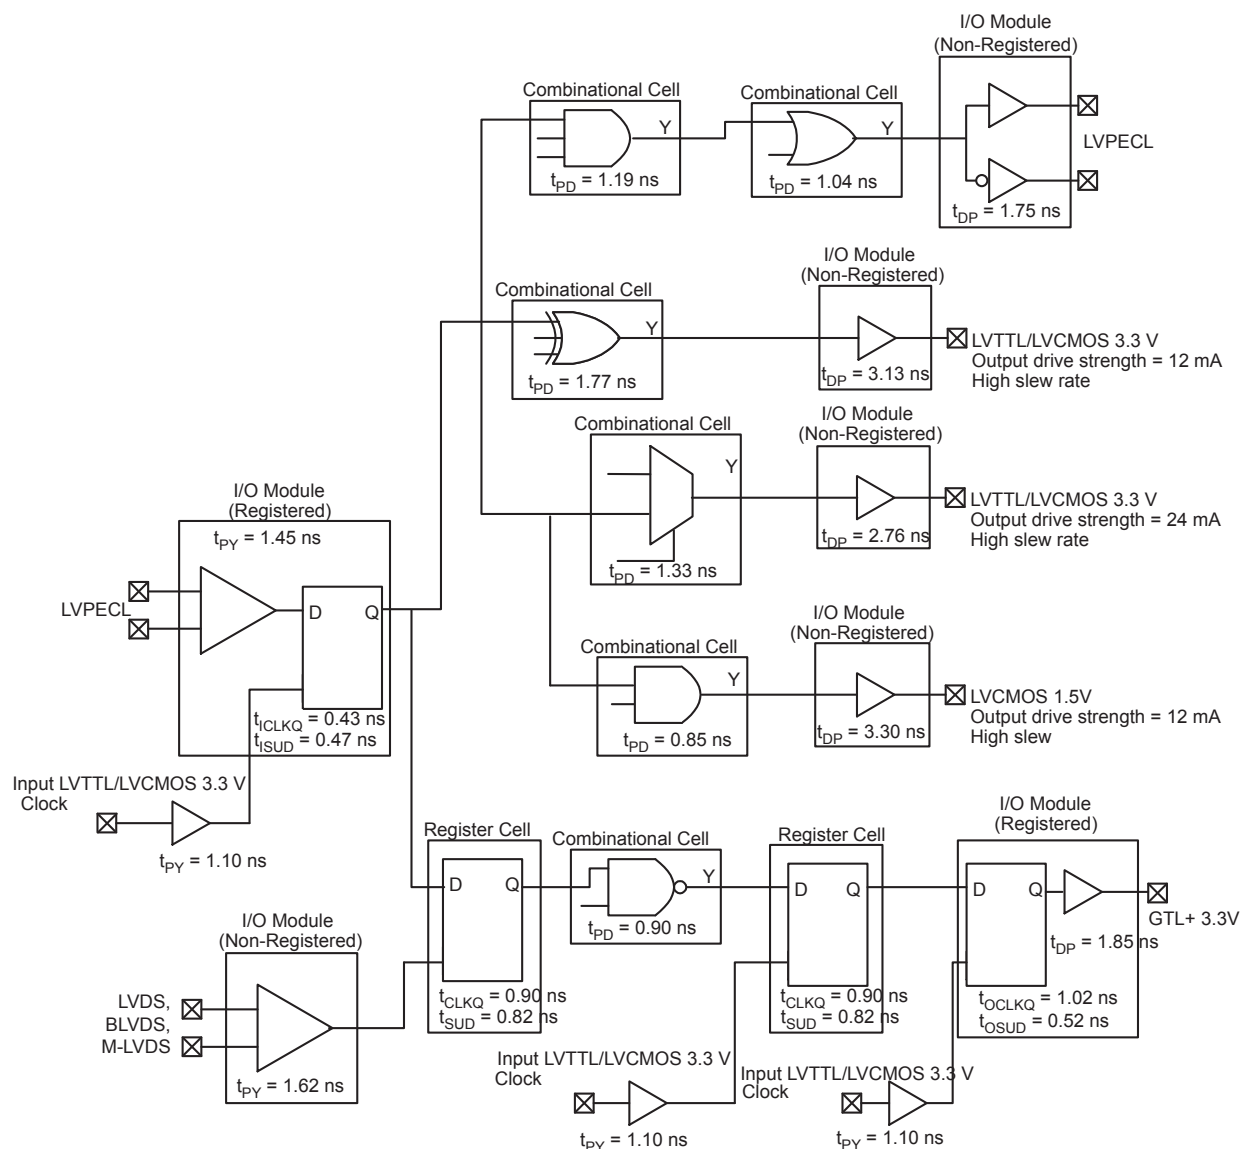 I/O Module
(Non-Registered)
Combinational Cell
Y
tPD = 1.19 ns
Combinational Cell
Y
tPD = 1.04 ns
LVPECL
tDP = 1.75 ns
I/O Module
(Non-Registered)
Combinational Cell
Y
tPD = 1.77 ns
tDP = 3.13 ns
LVTTL/LVCMOS 3.3 V
Output drive strength = 12 mA
High slew rate
I/O Module
(Non-Registered)
Combinational Cell
Y
tPD = 1.33 ns
tDP = 2.76 ns
LVTTL/LVCMOS 3.3 V
Output drive strength = 24 mA
High slew rate
I/O Module
(Registered)
tPY = 1.45 ns
LVPECL
D
Q
tICLKQ = 0.43 ns
tISUD = 0.47 ns
I/O Module
(Non-Registered)
Combinational Cell
Y
tPD = 0.85 ns
tDP = 3.30 ns
LVCMOS 1.5V
Output drive strength = 12 mA
High slew
Input LVTTL/LVCMOS 3.3 V
Clock
tPY = 1.10 ns
Register Cell
D
Q
tCLKQ = 0.90 ns
tSUD = 0.82 ns
Combinational Cell
Y
tPD = 0.90 ns
Register Cell
D
Q
tCLKQ = 0.90 ns
tSUD = 0.82 ns
I/O Module
(Registered)
D
Q
tDP = 1.85 ns
tOCLKQ = 1.02 ns
tOSUD = 0.52 ns
GTL+ 3.3V
I/O Module
(Non-Registered)
LVDS,
BLVDS,
M-LVDS
tPY = 1.62 ns
Input LVTTL/LVCMOS 3.3 V
Clock
tPY = 1.10 ns
Input LVTTL/LVCMOS 3.3 V
Clock
tPY = 1.10 ns